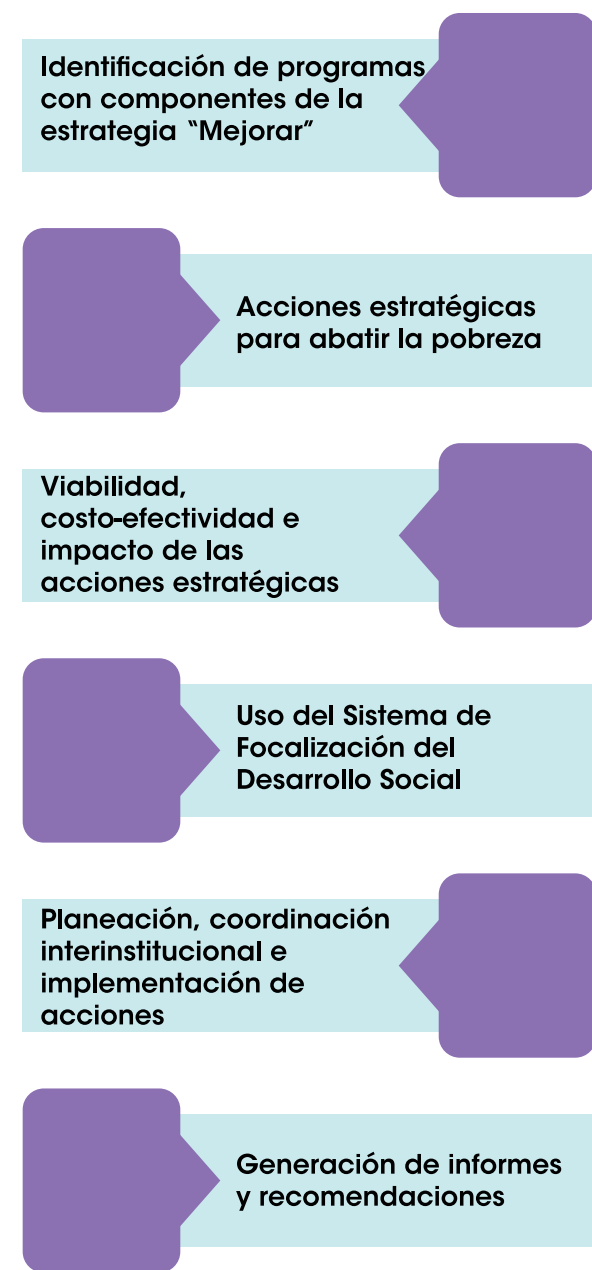 Identificación de programas
con componentes de la
estrategia “Mejorar”
Acciones estratégicas
para abatir la pobreza
Viabilidad,
costo-efectividad e
impacto de las
acciones estratégicas
Uso del Sistema de
Focalización del
Desarrollo Social
Planeación, coordinación
interinstitucional e
implementación de
acciones
Generación de informes
y recomendaciones